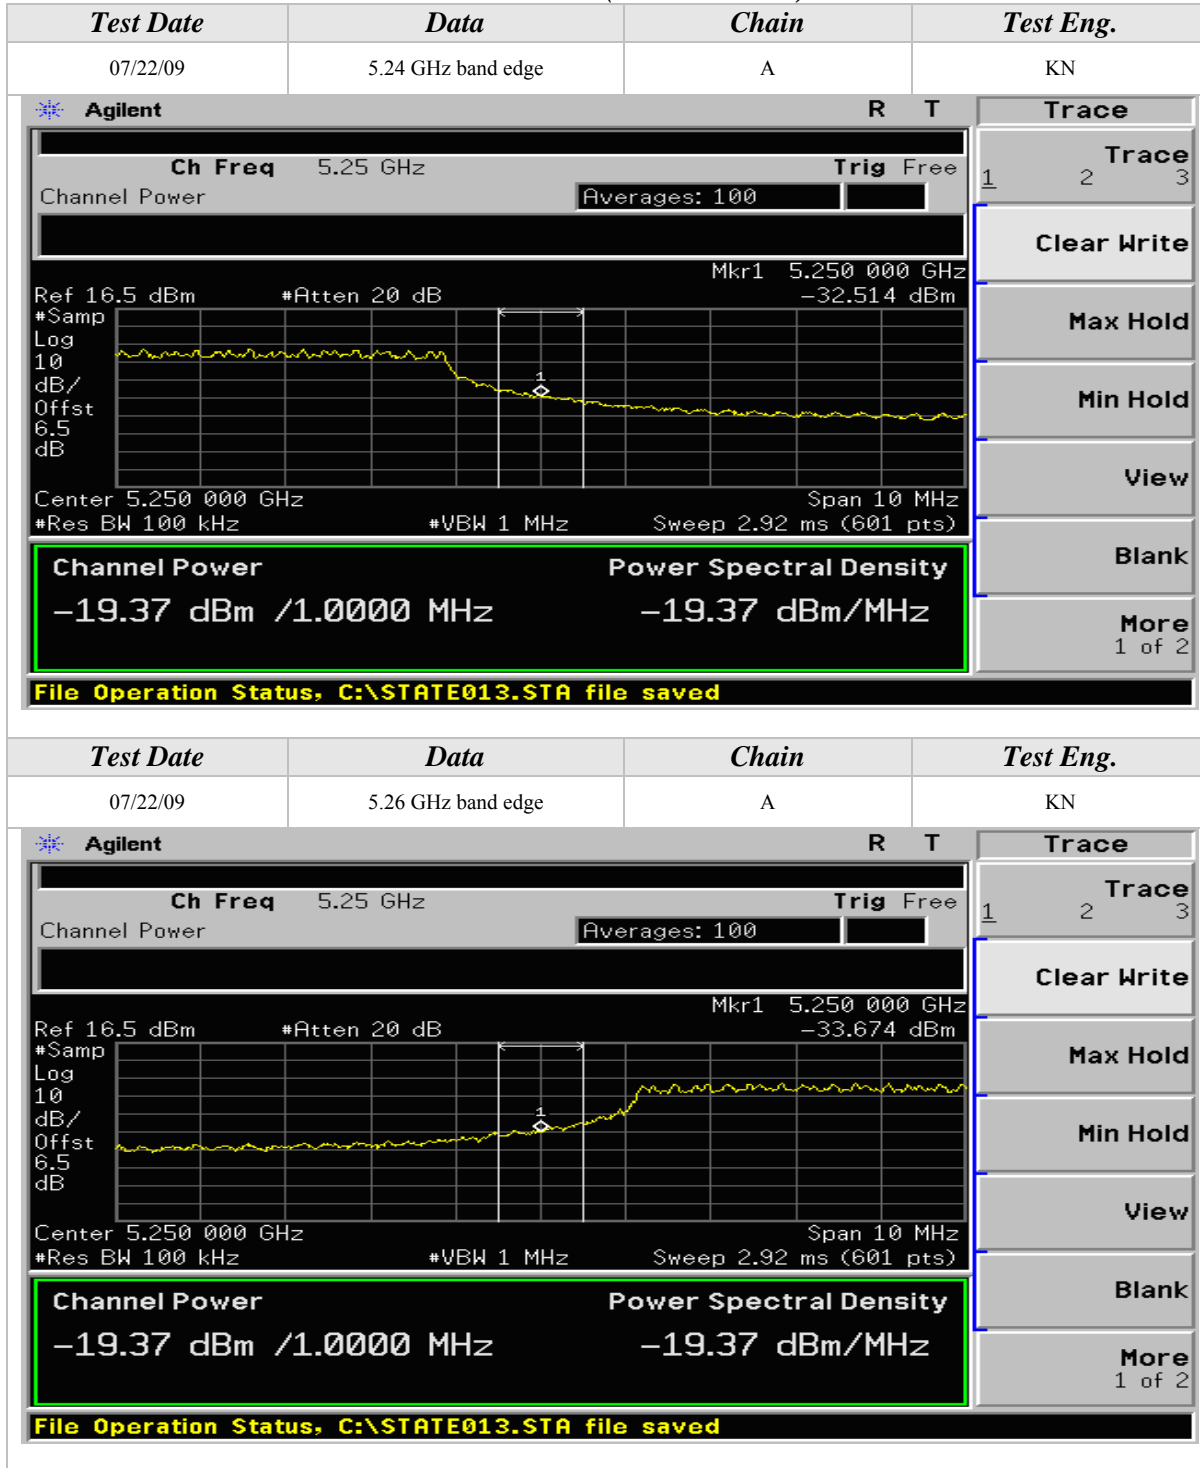 Test Date Data Chain Test Eng.
07/22/09 5.24 GHz band edge A KN
Agilent R T Trace
Ch Freq 5.25 GHz Trig Free
Trace
1 2 3
Channel Power Averages: 100
Clear Write
Mkr1 5.250 000 GHz
Ref 16.5 dBm #Atten 20 dB -32.514 dBm
#Samp
Log
10
dB/
Offst
6.5
dB
1
Max Hold
Min Hold
View
Center 5.250 000 GHz Span 10 MHz
#Res BW 100 kHz #VBW 1 MHz Sweep 2.92 ms (601 pts)
Blank
Channel Power Power Spectral Density
-19.37 dBm /1.0000 MHz -19.37 dBm/MHz
More
1 of 2
File Operation Status, C:\STATE013.STA file saved
Test Date Data Chain Test Eng.
07/22/09 5.26 GHz band edge A KN
Agilent R T Trace
Ch Freq 5.25 GHz Trig Free
Trace
1 2 3
Channel Power Averages: 100
Clear Write
Mkr1 5.250 000 GHz
Ref 16.5 dBm #Atten 20 dB -33.674 dBm
#Samp
Log
10
dB/
Offst
6.5
dB
1
Max Hold
Min Hold
View
Center 5.250 000 GHz Span 10 MHz
#Res BW 100 kHz #VBW 1 MHz Sweep 2.92 ms (601 pts)
Blank
Channel Power Power Spectral Density
-19.37 dBm /1.0000 MHz -19.37 dBm/MHz
More
1 of 2
File Operation Status, C:\STATE013.STA file saved